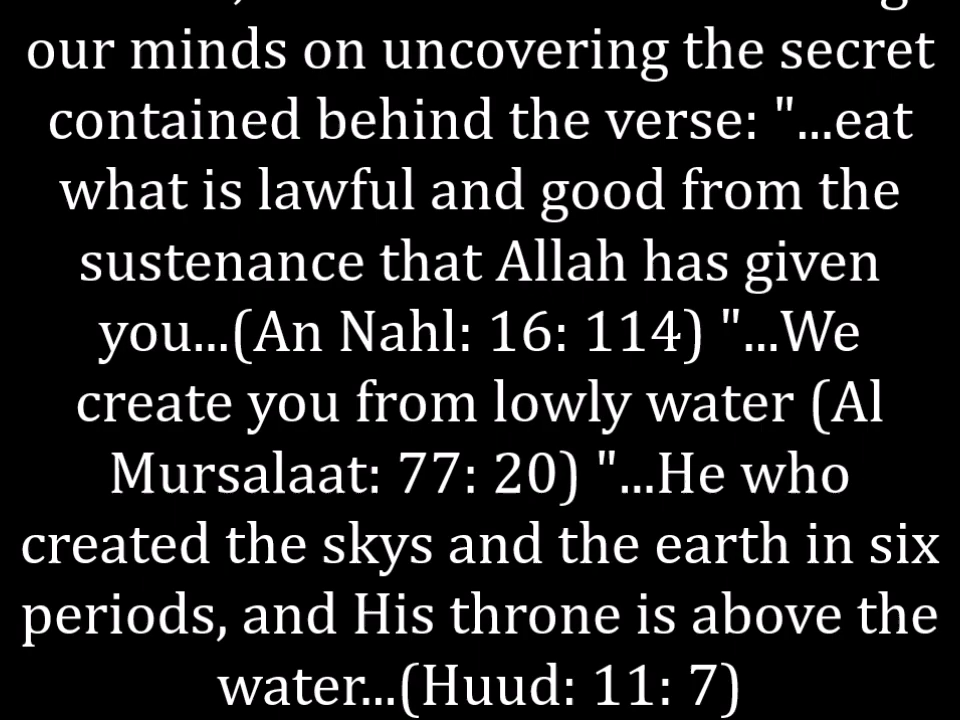 our minds on uncovering the secret
contained behind the verse: "...eat
what is lawful and good from the
sustenance that Allah has given
you...(An Nahl: 16: 114) "...We
create you from lowly water (Al
Mursalaat: 77: 20) "...He who
created the skys and the earth in six
periods, and His throne is above the
water...(Huud: 11: 7)